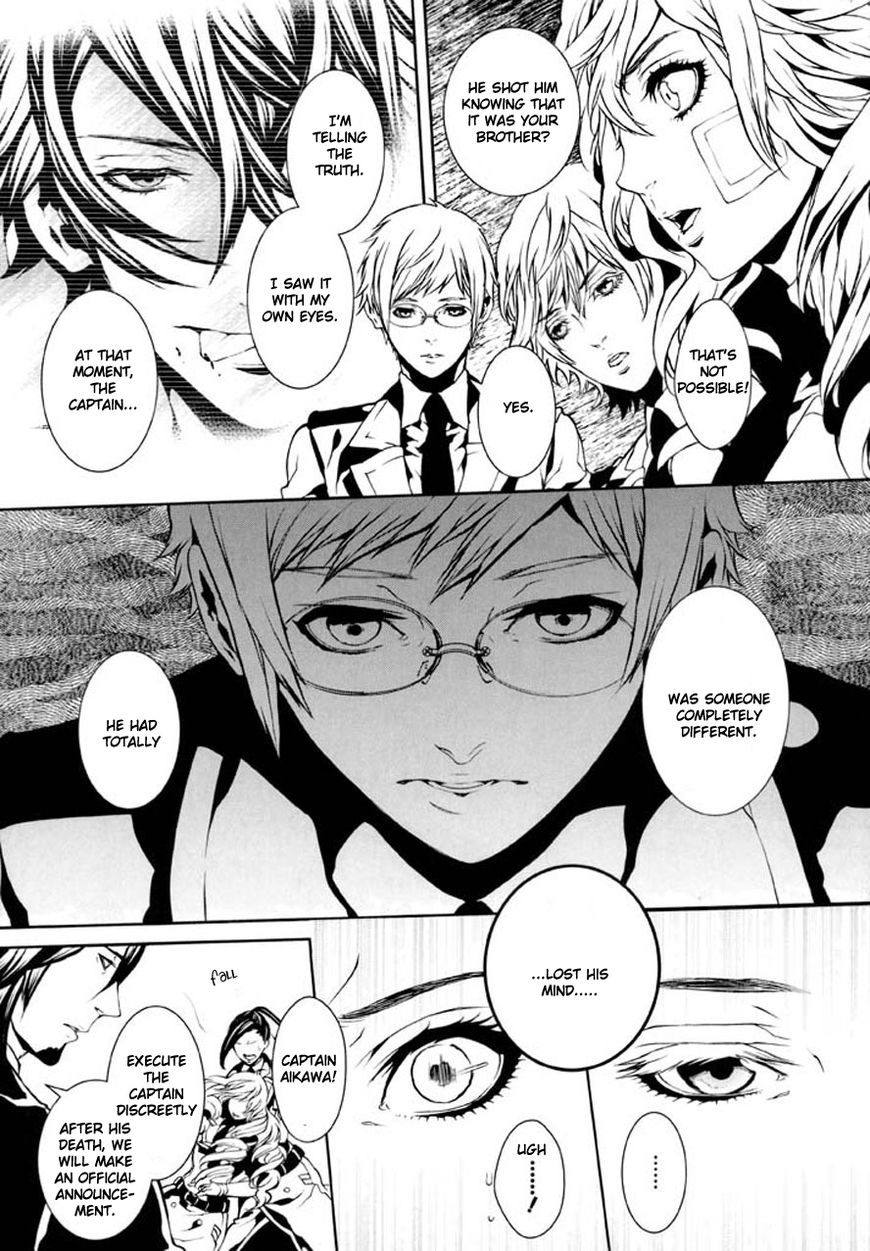 HE SHOT HIM
KNOWING THAT
IT WAS YOUR
BROTHER?
THAT'S
NOT
POSSIBLE!
YES.
I'M
TELLING
THE
TRUTH.
I SAW IT
WITH MY
OWN EYES.
AT THAT
MOMENT,
THE
CAPTAIN...
WAS SOMEONE
COMPLETELY
DIFFERENT.
HE HAD
TOTALLY
...LOST HIS
MIND.....
......
UGH
......
fall
CAPTAIN
AIKAWA!
EXECUTE
THE
CAPTAIN
DISCREETLY
AFTER HIS
DEATH, WE
WILL MAKE
AN OFFICIAL
ANNOUNCE-
MENT.